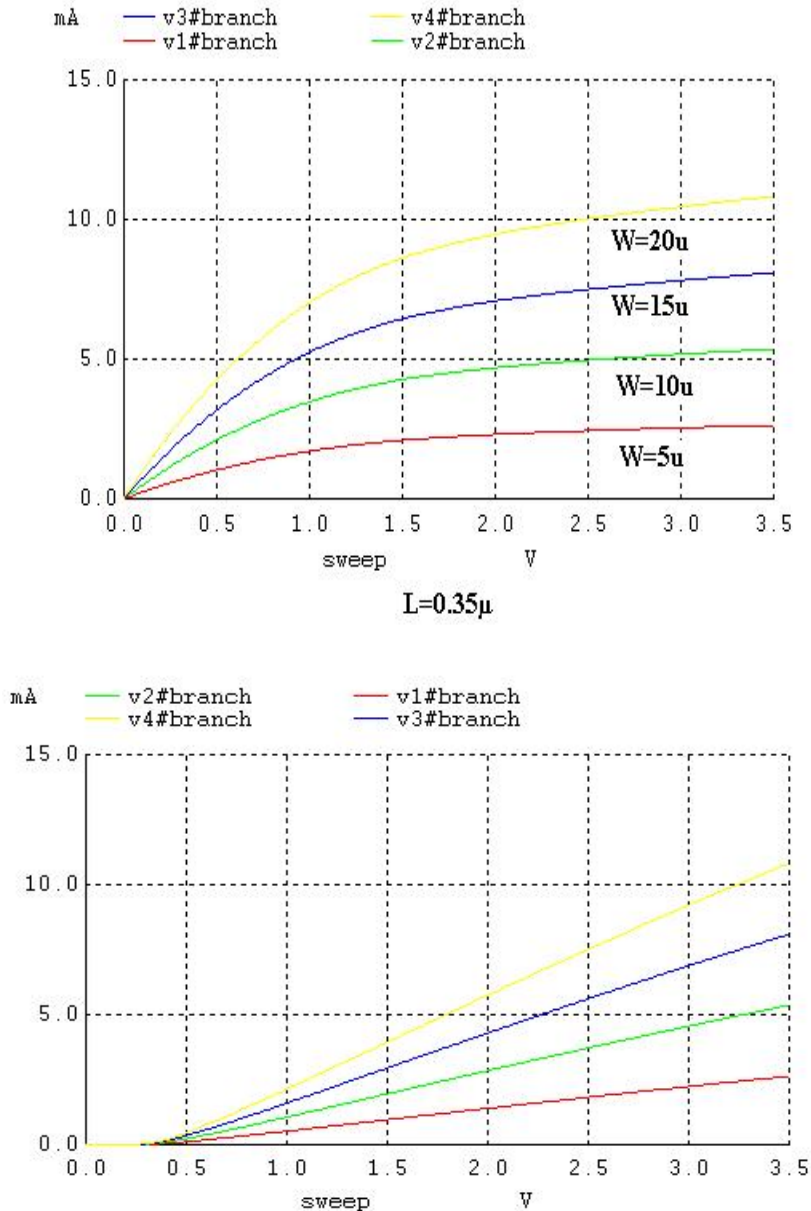 mA v3#branch v4#branch
v1#branch v2#branch
15.0
10.0
W=20u
W=15u
5.0
W=10u
W=5u
0.0
0.0 0.5 1.0 1.5 2.0 2.5 3.0 3.5
sweep V
L=0.35µ
mA v2#branch v1#branch
v4#branch v3#branch
15.0
10.0
5.0
0.0
0.0 0.5 1.0 1.5 2.0 2.5 3.0 3.5
sweep V